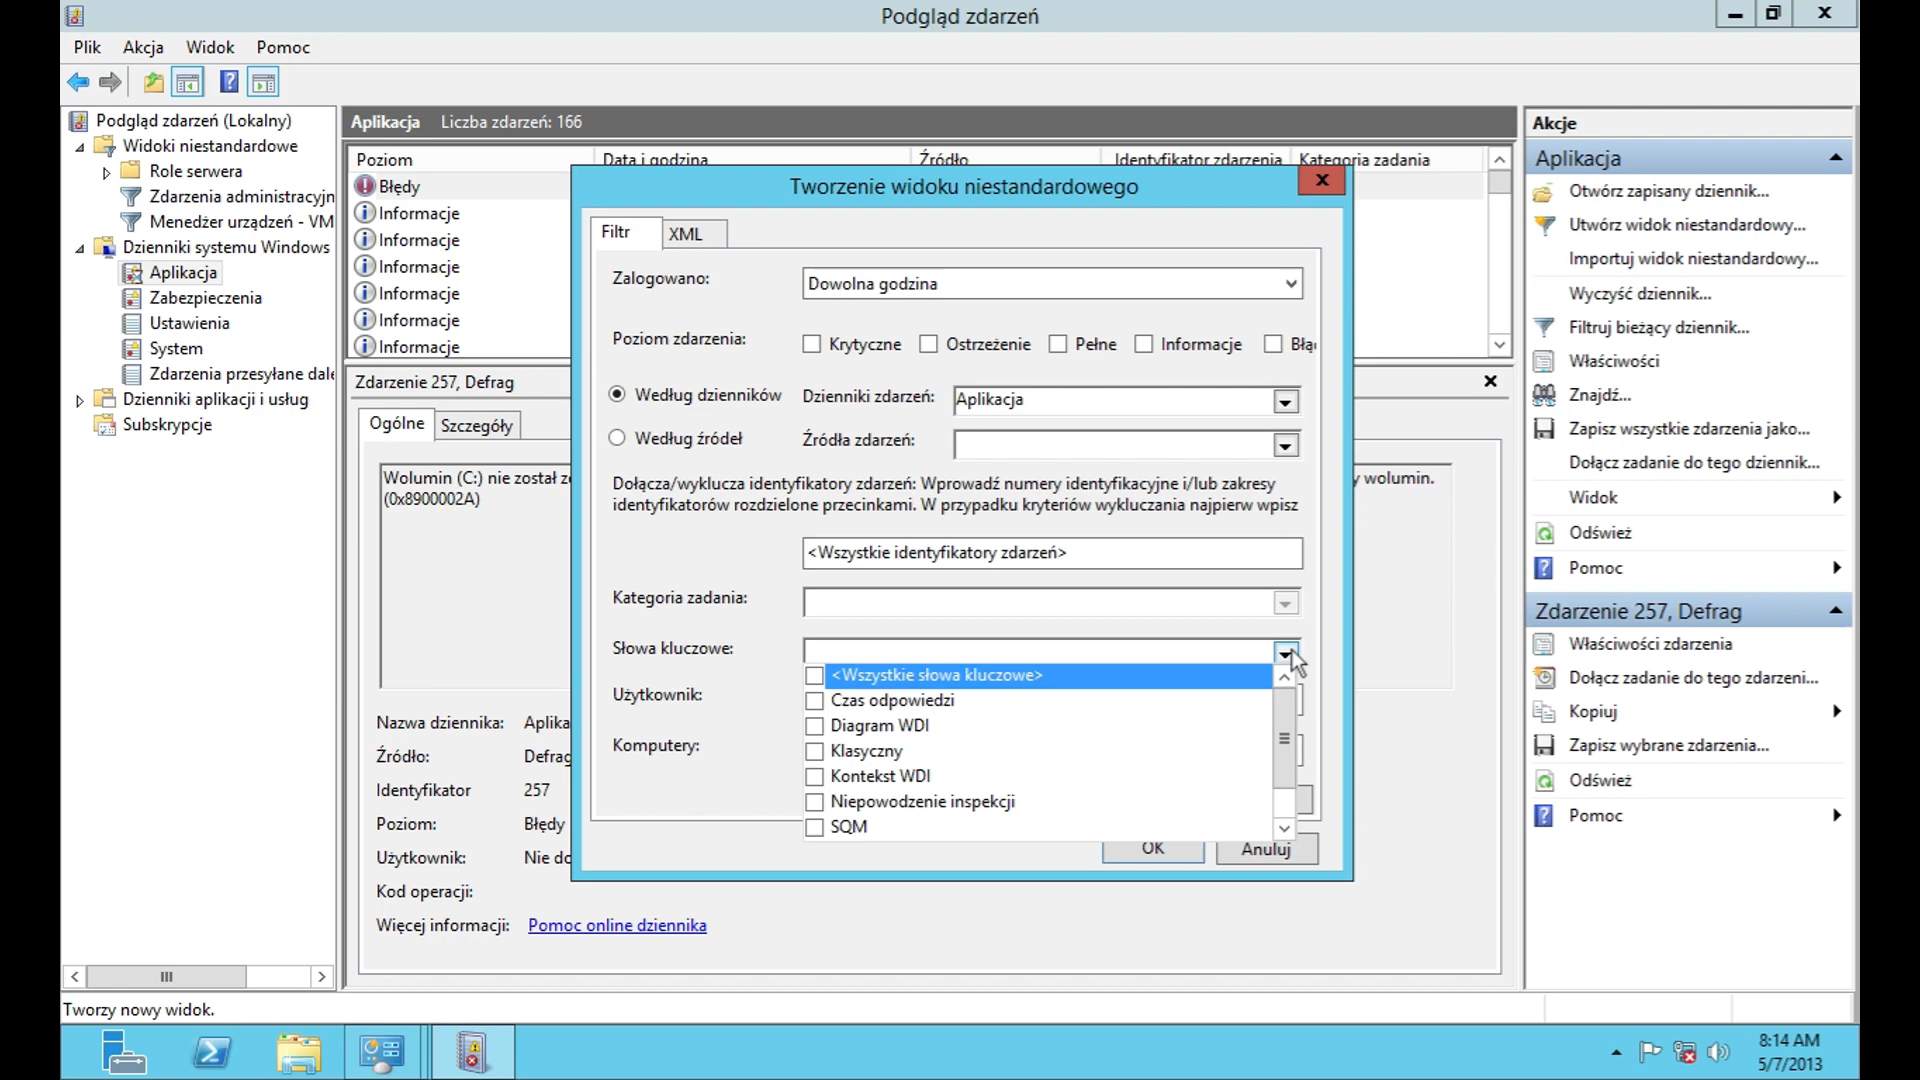 Podgląd zdarzeń
Plik Akcja Widok Pomoc
Podgląd zdarzeń (Lokalny)
Widoki niestandardowe
Role serwera
Zdarzenia administracyjn
Menedżer urządzeń - VM
Dzienniki systemu Windows
Aplikacja
Zabezpieczenia
Ustawienia
System
Zdarzenia przesyłane dale
Dzienniki aplikacji i usług
Subskrypcje
Aplikacja Liczba zdarzeń: 166
Poziom Data i godzina Źródło Identyfikator zdarzenia Kategoria zadania
Błędy
Informacje
Informacje
Informacje
Informacje
Informacje
Informacje
Zdarzenie 257, Defrag
Ogólne Szczegóły
Wolumin (C:) nie został z
y wolumin.
(0x8900002A)
Nazwa dziennika: Aplika
Źródło: Defrag
Identyfikator 257
Poziom: Błędy
Użytkownik: Nie do
Kod operacji:
Więcej informacji: Pomoc online dziennika
Tworzenie widoku niestandardowego
Filtr XML
Zalogowano: Dowolna godzina
Poziom zdarzenia: Krytyczne Ostrzeżenie Pełne Informacje Błę
Według dzienników Dzienniki zdarzeń: Aplikacja
Według źródeł Źródła zdarzeń:
Dołącza/wyklucza identyfikatory zdarzeń: Wprowadź numery identyfikacyjne i/lub zakresy
identyfikatorów rozdzielone przecinkami. W przypadku kryteriów wykluczania najpierw wpisz
<Wszystkie identyfikatory zdarzeń>
Kategoria zadania:
Słowa kluczowe:
<Wszystkie słowa kluczowe>
Czas odpowiedzi
Diagram WDI
Klasyczny
Kontekst WDI
Niepowodzenie inspekcji
SQM
Użytkownik:
Komputery:
OK Anuluj
Akcje
Aplikacja
Otwórz zapisany dziennik...
Utwórz widok niestandardowy...
Importuj widok niestandardowy...
Wyczyść dziennik...
Filtruj bieżący dziennik...
Właściwości
Znajdź...
Zapisz wszystkie zdarzenia jako...
Dołącz zadanie do tego dziennik...
Widok
Odśwież
Pomoc
Zdarzenie 257, Defrag
Właściwości zdarzenia
Dołącz zadanie do tego zdarzeni...
Kopiuj
Zapisz wybrane zdarzenia...
Odśwież
Pomoc
Tworzy nowy widok.
8:14 AM
5/7/2013